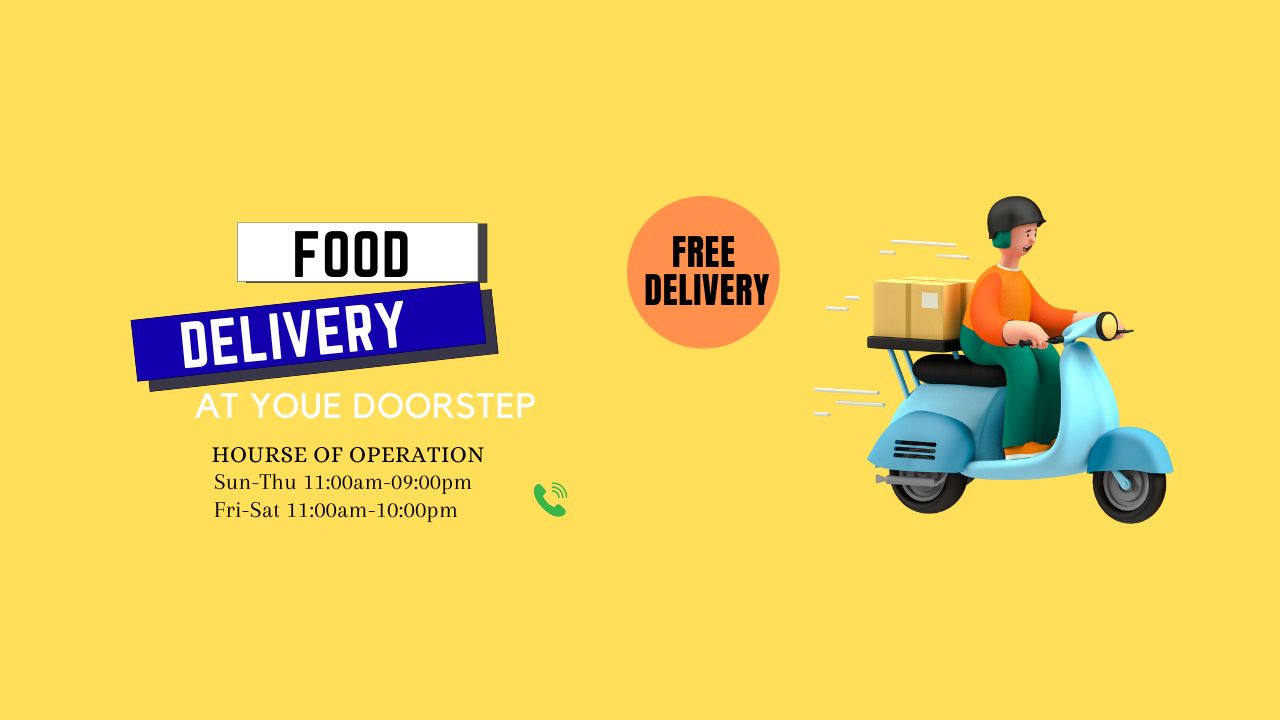 FOOD
DELIVERY
AT YOUE DOORSTEP
HOURSE OF OPERATION
Sun-Thu 11:00am-09:00pm
Fri-Sat 11:00am-10:00pm
FREE
DELIVERY